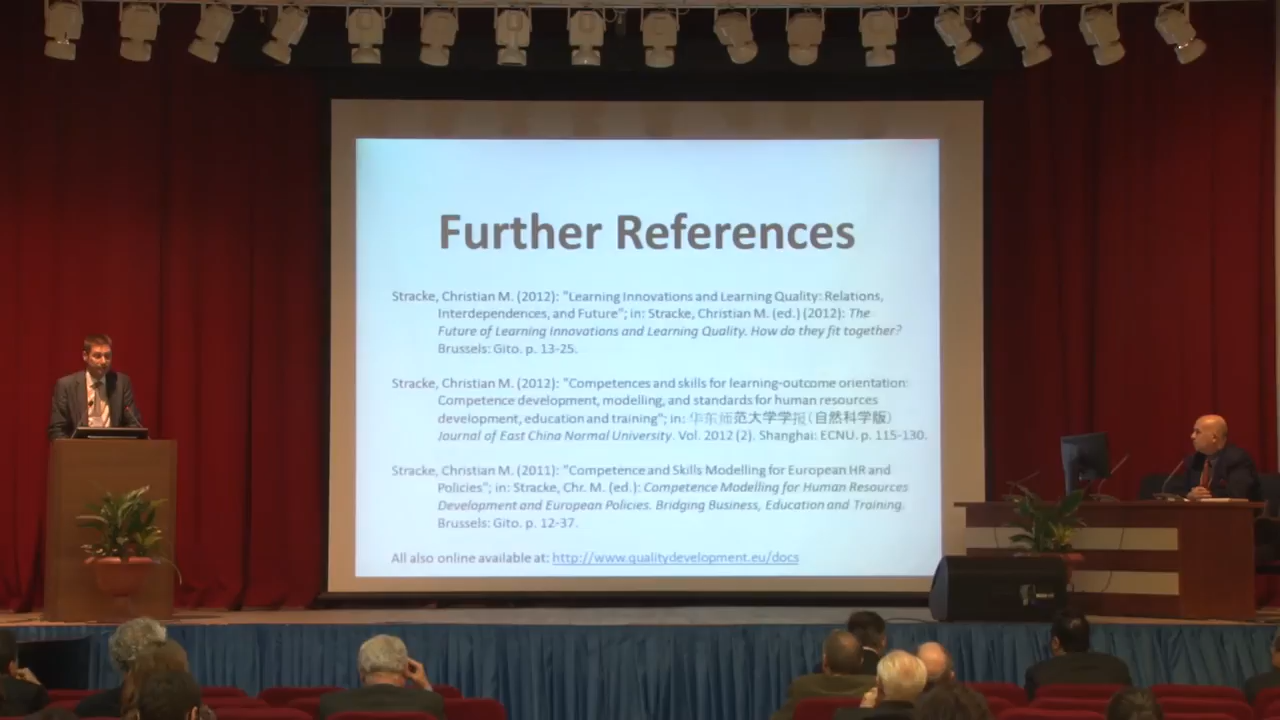 Further References
Stracke, Christian M. (2012): "Learning Innovations and Learning Quality: Relations,
Interdependences, and Future"; in: Stracke, Christian M. (ed.) (2012): The
Future of Learning Innovations and Learning Quality. How do they fit together?
Brussels: Gito. p. 13-25.
Stracke, Christian M. (2012): "Competences and skills for learning-outcome orientation:
Competence development, modelling, and standards for human resources
development, education and training"; in: 华东师范大学学报(自然科学版)
Journal of East China Normal University. Vol. 2012 (2). Shanghai: ECNU. p. 115-130.
Stracke, Christian M. (2011): "Competence and Skills Modelling for European HR and
Policies"; in: Stracke, Chr. M. (ed.): Competence Modelling for Human Resources
Development and European Policies. Bridging Business, Education and Training.
Brussels: Gito. p. 12-37.
All also online available at: http://www.qualitydevelopment.eu/docs